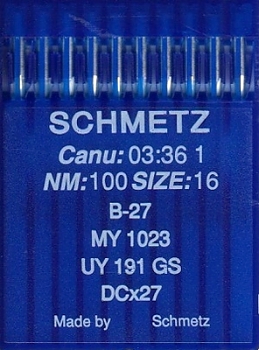 SCHMETZ
Canu: 03:36 1
NM:100 SIZE:16
B-27
MY 1023
UY 191 GS
DCx27
Made by Schmetz